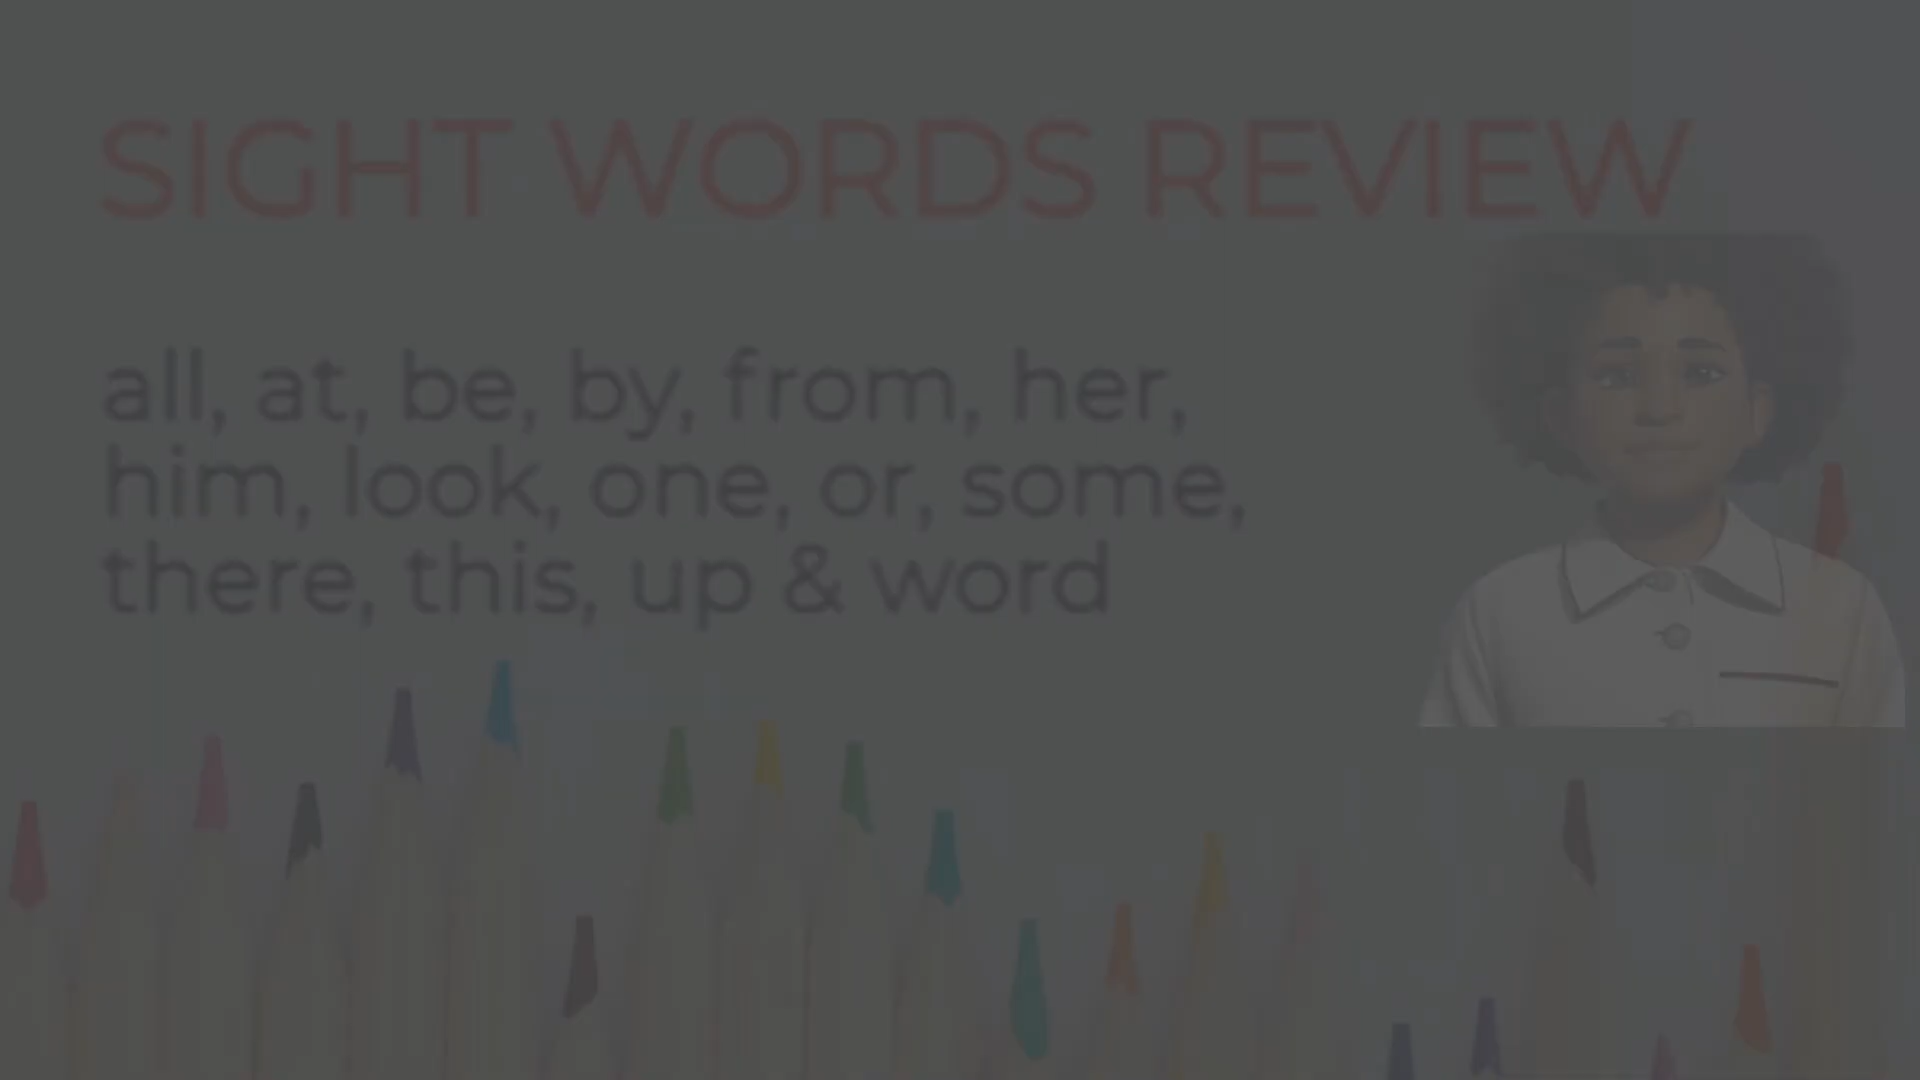 SIGHT WORDS REVIEW
all, at, be, by, from, her,
him, look, one, or, some,
there, this, up & word